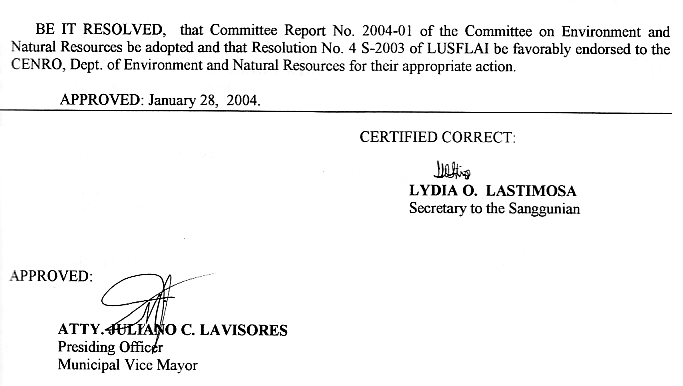 BE IT RESOLVED, that Committee Report No. 2004-01 of the Committee on Environment and
Natural Resources be adopted and that Resolution No. 4 S-2003 of LUSFLAI be favorably endorsed to the
CENRO, Dept. of Environment and Natural Resources for their appropriate action.
APPROVED: January 28, 2004.
CERTIFIED CORRECT:
LYDIA O. LASTIMOSA
Secretary to the Sanggunian
APPROVED:
ATTY. JULIANO C. LAVISORES
Presiding Officer
Municipal Vice Mayor